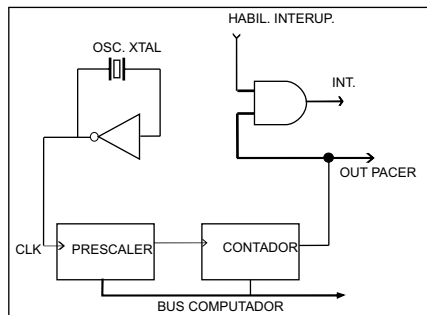 HABIL. INTERUP.
OSC. XTAL
INT.
OUT PACER
CLK
PRESCALER
CONTADOR
BUS COMPUTADOR